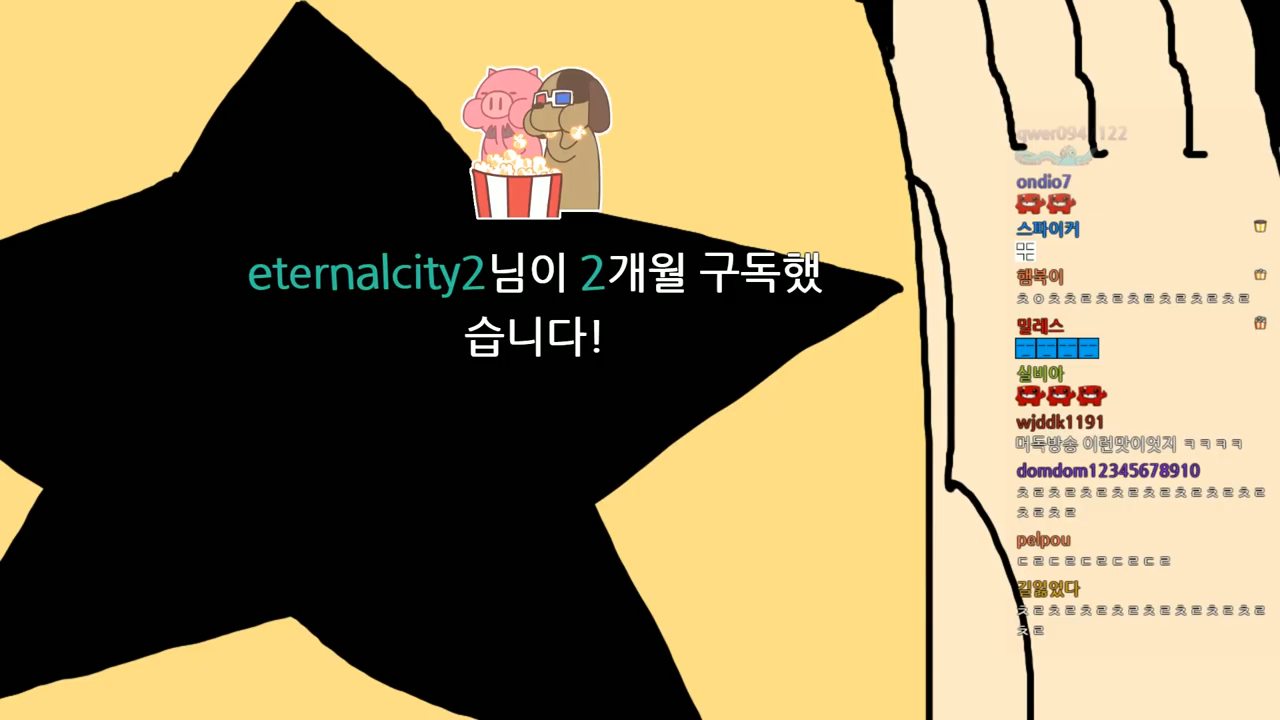 eternalcity2님이 2개월 구독했
습니다!
ondio7
스파이커
햄북이
ㅊㅇㅊㅊㄹㅊㄹㅊㄹㅊㄹㅊㄹㅊㄹ
밀레스
실비아
wjddk1191
머독방송 이런맛이엇지 ㅋㅋㅋㅋ
domdom12345678910
ㅊㄹㅊㄹㅊㄹㅊㄹㅊㄹㅊㄹㅊㄹㅊㄹ
ㅊㄹㅊㄹ
pelpou
ㄷㄹㄷㄹㄷㄹㄷㄹㄷㄹ
길잃었다
ㅊㄹㅊㄹㅊㄹㅊㄹㅊㄹㅊㄹㅊㄹㅊㄹ
ㅊㄹ